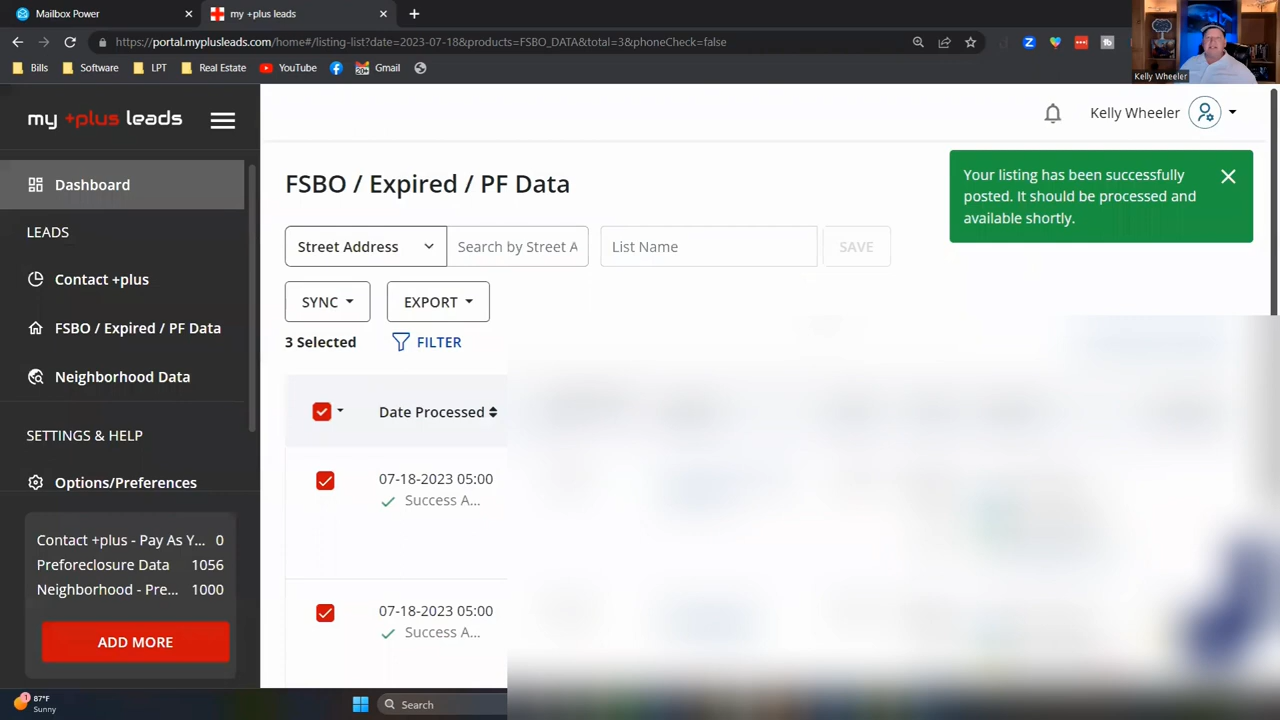 Mailbox Power
my +plus leads
https://portal.myplusleads.com/home#/listing-list?date=2023-07-18&product=FSBO_DATA&total=3&phoneCheck=false
Bills
Software
LPT
Real Estate
YouTube
Gmail
Kelly Wheeler
my +plus leads
Kelly Wheeler
Dashboard
LEADS
Contact +plus
FSBO / Expired / PF Data
Neighborhood Data
SETTINGS & HELP
Options/Preferences
Contact +plus - Pay As Y... 0
Preforeclosure Data 1056
Neighborhood - Pre... 1000
ADD MORE
FSBO / Expired / PF Data
Your listing has been successfully
posted. It should be processed and
available shortly.
Street Address
Search by Street A
List Name
SAVE
SYNC
EXPORT
3 Selected
FILTER
Date Processed
07-18-2023 05:00
Success A...
07-18-2023 05:00
Success A...
1
87°F
Sunny
Search